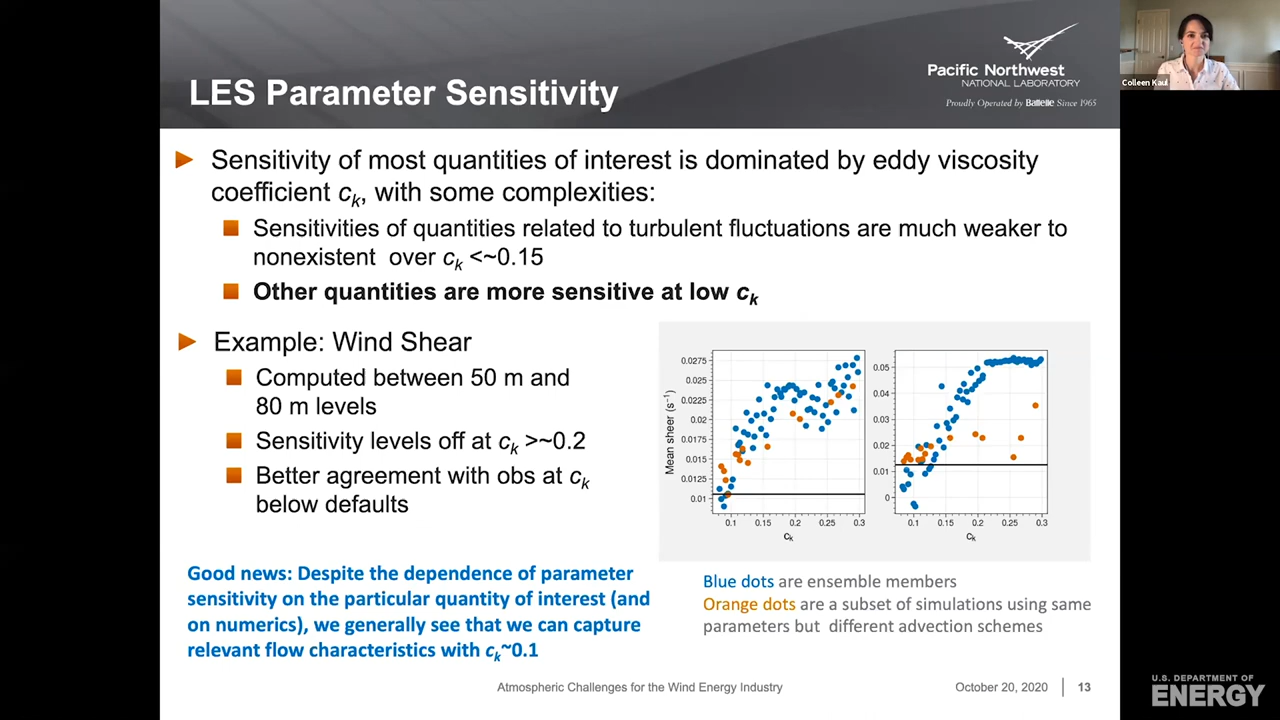 Pacific Northwest
NATIONAL LABORATORY
Proudly Operated by Battelle Since 1965
Colleen Kaul
LES Parameter Sensitivity
Sensitivity of most quantities of interest is dominated by eddy viscosity
coefficient ck, with some complexities:
Sensitivities of quantities related to turbulent fluctuations are much weaker to
nonexistent over ck <~0.15
Other quantities are more sensitive at low ck
Example: Wind Shear
Computed between 50 m and
80 m levels
Sensitivity levels off at ck >~0.2
Better agreement with obs at ck
below defaults
Mean sheer (s⁻¹)
0.0275
0.025
0.0225
0.02
0.0175
0.015
0.0125
0.01
0.1 0.15 0.2 0.25 0.3
ck
0.05
0.04
0.03
0.02
0.01
0
0.1 0.15 0.2 0.25 0.3
ck
Good news: Despite the dependence of parameter
sensitivity on the particular quantity of interest (and
on numerics), we generally see that we can capture
relevant flow characteristics with ck~0.1
Blue dots are ensemble members
Orange dots are a subset of simulations using same
parameters but different advection schemes
Atmospheric Challenges for the Wind Energy Industry
October 20, 2020
13
U.S. DEPARTMENT OF
ENERGY